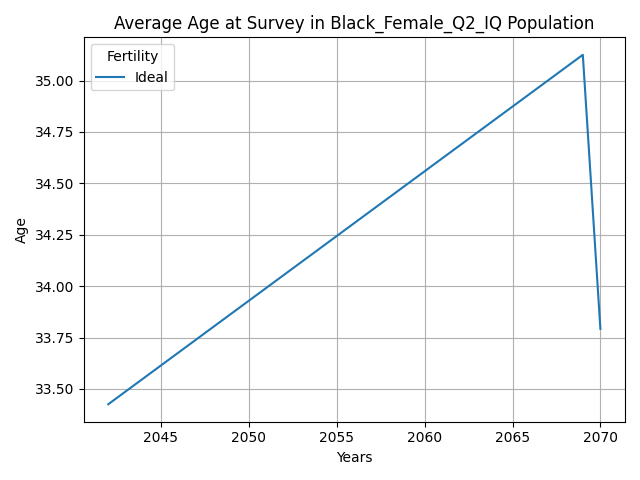 Average Age at Survey in Black_Female_Q2_IQ Population
Fertility
Ideal
35.00
34.75
34.50
34.25
34.00
33.75
33.50
Age
2045 2050 2055 2060 2065 2070
Years